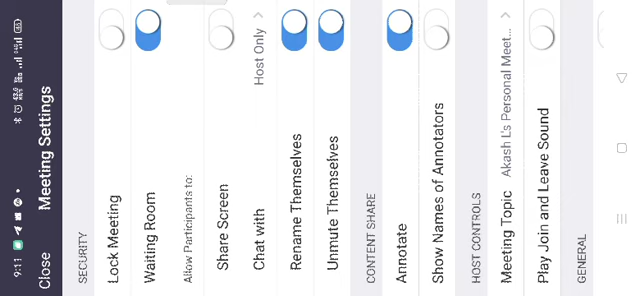 9:11
Close Meeting Settings
SECURITY
Lock Meeting
Waiting Room
Allow Participants to:
Share Screen
Chat with Host Only
Rename Themselves
Unmute Themselves
CONTENT SHARE
Annotate
Show Names of Annotators
HOST CONTROLS
Meeting Topic Akash L's Personal Meet...
Play Join and Leave Sound
GENERAL